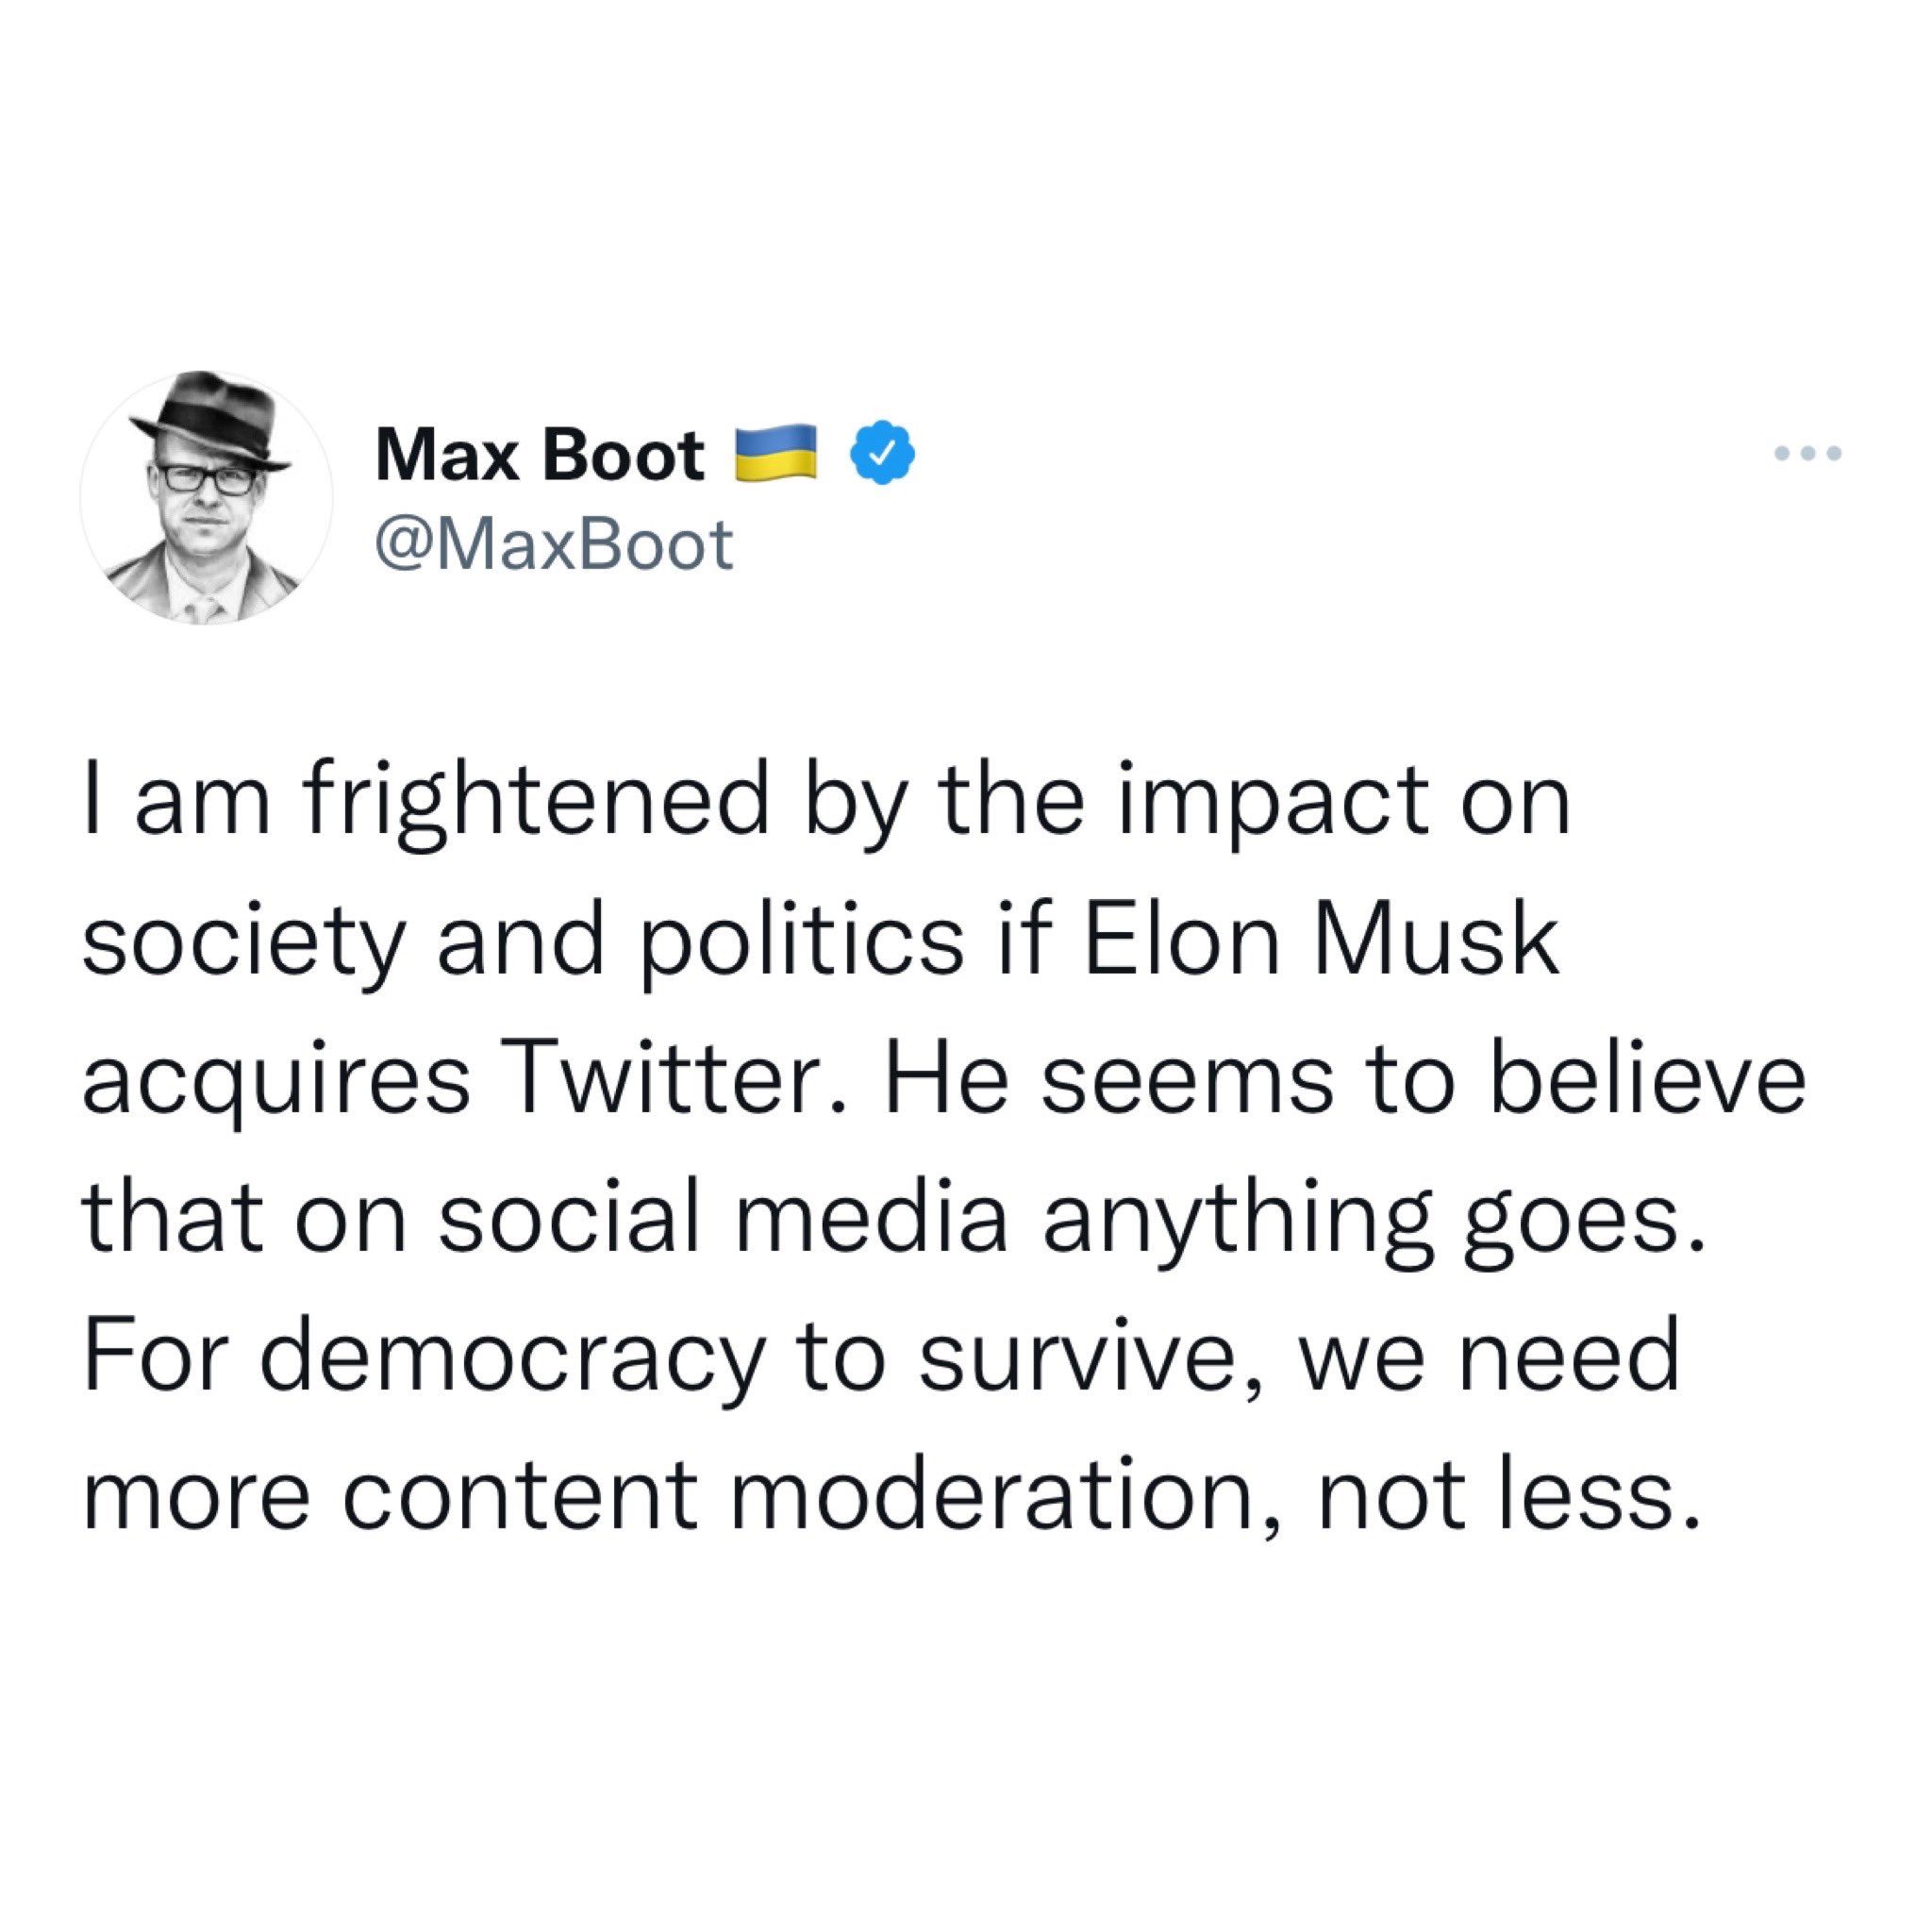 Max Boot 🇺🇦
@MaxBoot
I am frightened by the impact on
society and politics if Elon Musk
acquires Twitter. He seems to believe
that on social media anything goes.
For democracy to survive, we need
more content moderation, not less.